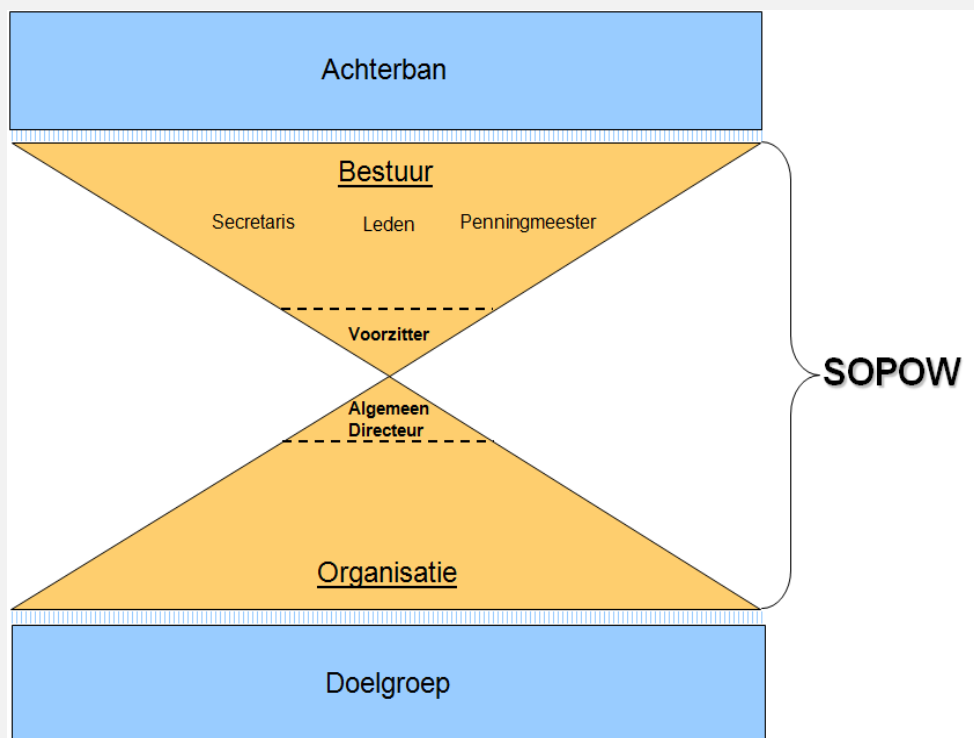 Achterban
Bestuur
Secretaris Leden Penningmeester
Voorzitter
SOPOW
Algemeen
Directeur
Organisatie
Doelgroep